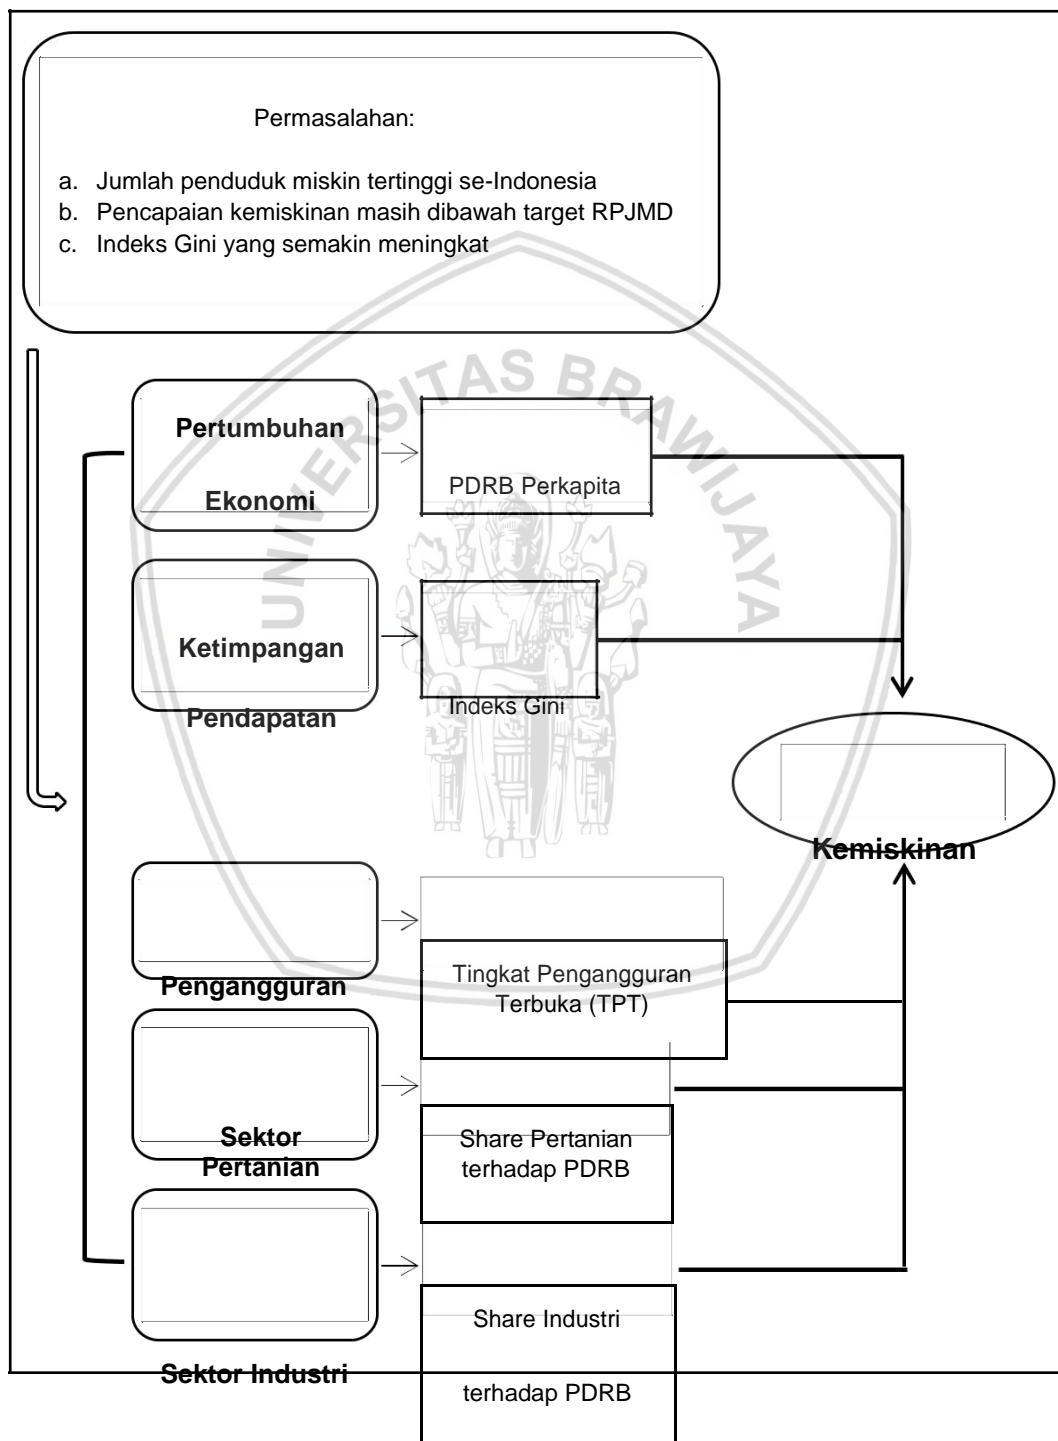 Permasalahan:
a. Jumlah penduduk miskin tertinggi se-Indonesia
b. Pencapaian kemiskinan masih dibawah target RPJMD
c. Indeks Gini yang semakin meningkat
UNIVERSITAS BRAWIJAYA
Pertumbuhan
Ekonomi
PDRB Perkapita
Ketimpangan
Pendapatan
Indeks Gini
Kemiskinan
Pengangguran
Tingkat Pengangguran
Terbuka (TPT)
Sektor
Pertanian
Share Pertanian
terhadap PDRB
Sektor Industri
Share Industri
terhadap PDRB